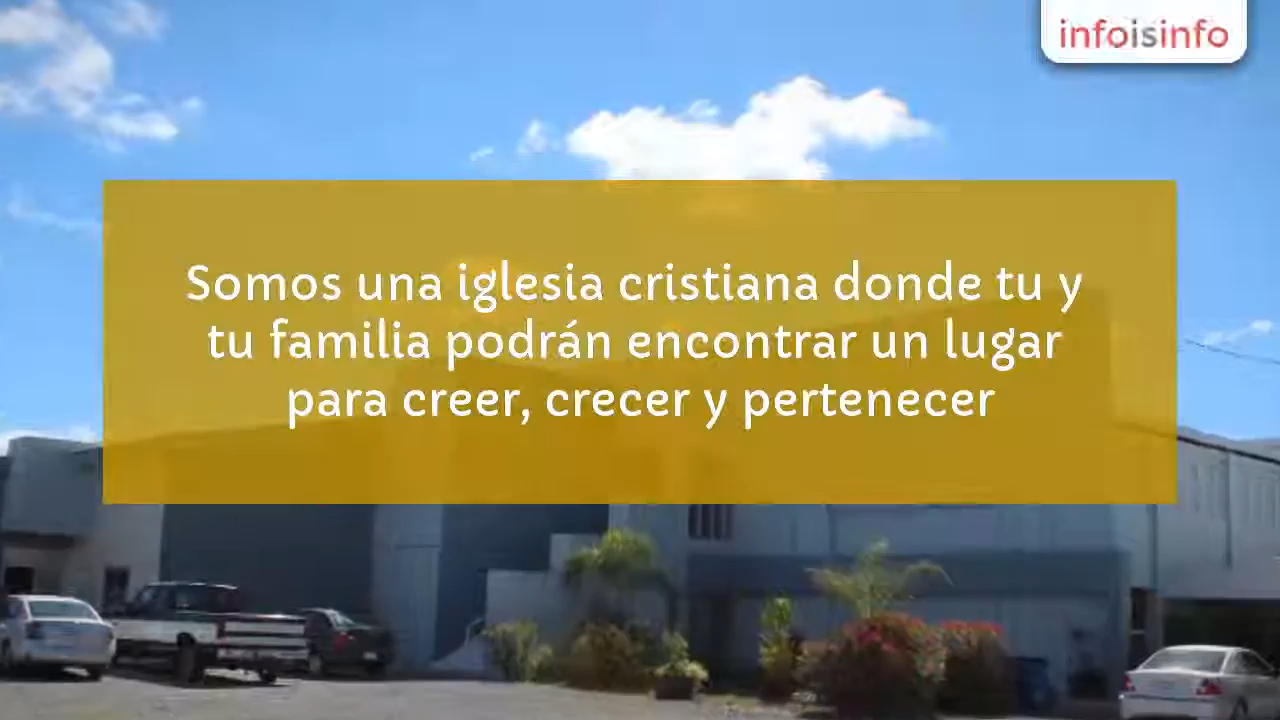 infoisinfo
Somos una iglesia cristiana donde tu y
tu familia podrán encontrar un lugar
para creer, crecer y pertenecer